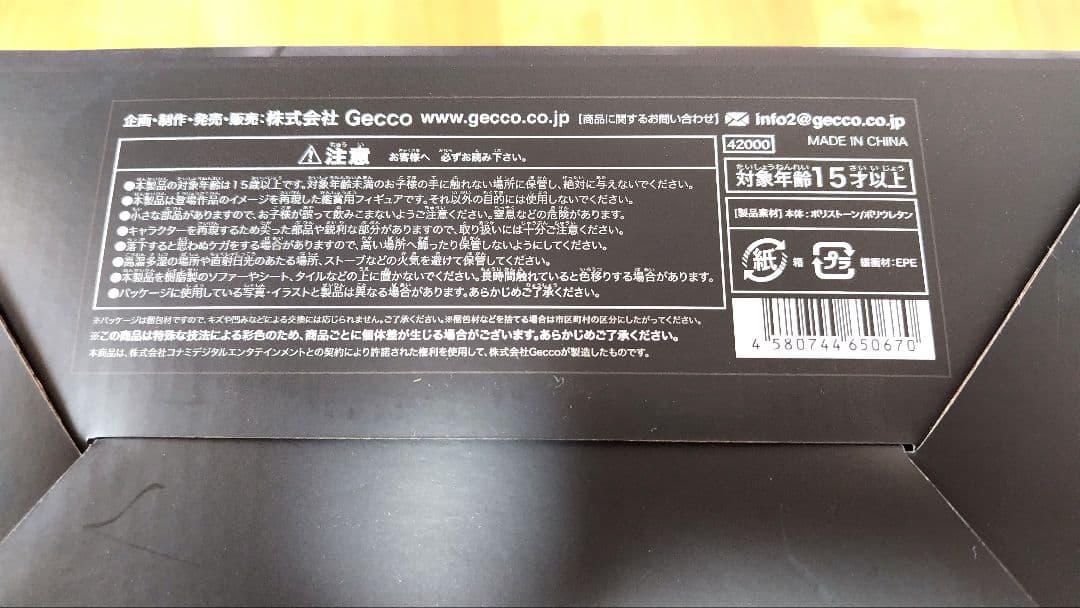 企画・制作・発売・販売：株式会社 Gecco www.gecco.co.jp [商品に関するお問い合わせ] info2@gecco.co.jp
42000 MADE IN CHINA
⚠注意 お客様へ 必ずお読み下さい。
●本製品の対象年齢は15歳以上です。対象年齢未満のお子様の手に触れない場所に保管し、絶対に与えないでください。
●本製品は登場作品のイメージを再現した鑑賞用フィギュアです。それ以外の目的には使用しないでください。
●小さな部品がありますので、お子様が誤って飲みこまないようご注意ください。窒息などの危険があります。
●キャラクターを再現するため尖った部品や鋭利な部分がありますので、取り扱いには十分ご注意ください。
●落下すると思わぬケガをする場合がありますので、高い場所へ飾ったり保管しないようにしてください。
●高温多湿の場所や直射日光のあたる場所、ストーブなどの火気を避けて保管してください。
●本製品を樹脂製のソファーやシート、タイルなどの上に置かないでください。長時間触れていると色移りする場合があります。
●パッケージに使用している写真・イラストと製品は異なる場合があります。あらかじめご了承ください。
対象年齢15才以上
[製品素材] 本体：ポリストーン/ポリウレタン
紙 箱 プラ 緩衝材：EPE
4 580744 650670
※パッケージは梱包材ですので、キズや凹みなどによる交換には応じられません。※梱包材などを捨てる場合は市区町村の区分にしたがってください。
※この商品は特殊な技法による彩色のため、商品ごとに個体差が生じる場合がございます。あらかじめご了承ください。
本商品は、株式会社コナミデジタルエンタテインメントとの契約により許諾された権利を使用して、株式会社Geccoが製造したものです。